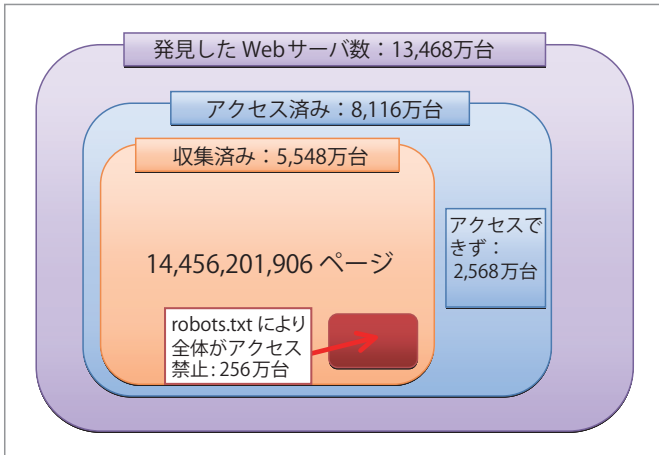 発見した Webサーバ数：13,468万台
アクセス済み：8,116万台
収集済み：5,548万台
アクセスで
きず：
2,568万台
14,456,201,906 ページ
robots.txt により
全体がアクセス
禁止：256万台